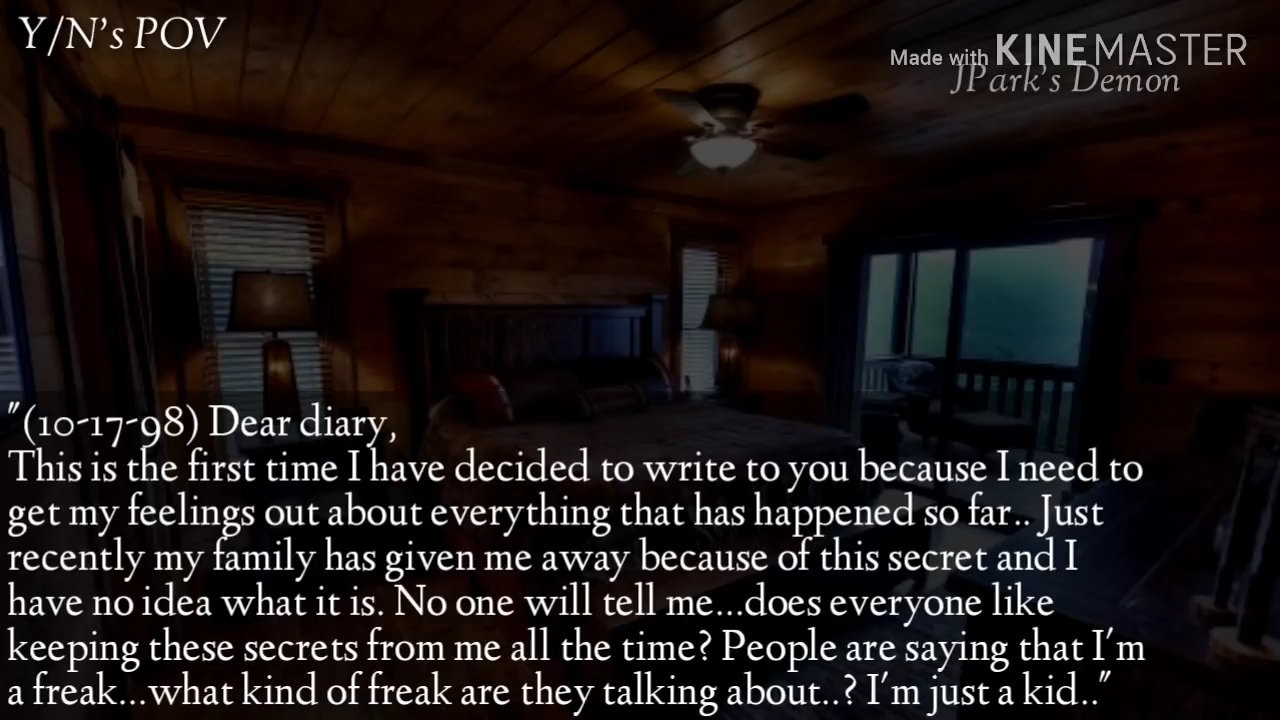 Y/N's POV
Made with KINEMASTER
JPark's Demon
"(10-17-98) Dear diary,
This is the first time I have decided to write to you because I need to
get my feelings out about everything that has happened so far.. Just
recently my family has given me away because of this secret and I
have no idea what it is. No one will tell me...does everyone like
keeping these secrets from me all the time? People are saying that I'm
a freak...what kind of freak are they talking about..? I'm just a kid.."